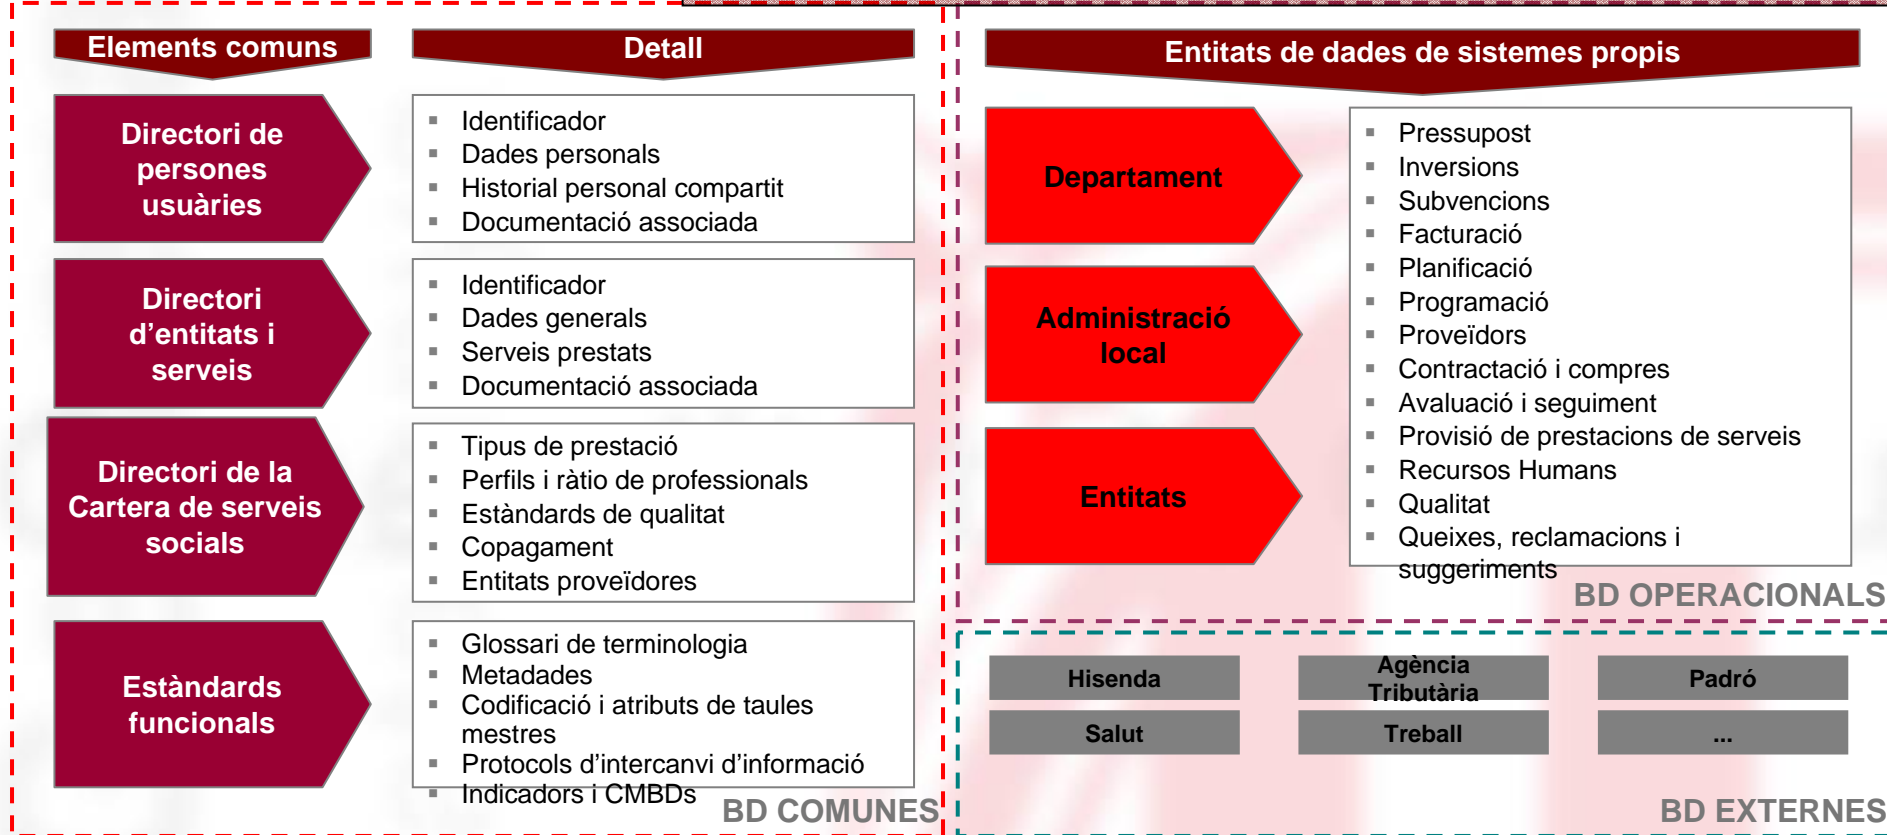 Elements comuns
Detall
Directori de
persones
usuàries
Identificador
Dades personals
Historial personal compartit
Documentació associada
Directori
d’entitats i
serveis
Identificador
Dades generals
Serveis prestats
Documentació associada
Directori de la
Cartera de serveis
socials
Tipus de prestació
Perfils i ràtio de professionals
Estàndards de qualitat
Copagament
Entitats proveïdores
Estàndards
funcionals
Glossari de terminologia
Metadades
Codificació i atributs de taules
mestres
Protocols d’intercanvi d’informació
Indicadors i CMBDs
BD COMUNES
Entitats de dades de sistemes propis
Departament
Administració
local
Entitats
Pressupost
Inversions
Subvencions
Facturació
Planificació
Programació
Proveïdors
Contractació i compres
Avaluació i seguiment
Provisió de prestacions de serveis
Recursos Humans
Qualitat
Queixes, reclamacions i
suggeriments
BD OPERACIONALS
Hisenda
Agència
Tributària
Padró
Salut
Treball
...
BD EXTERNES